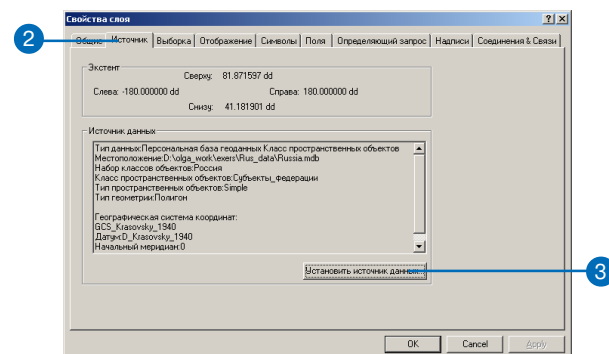 Свойства слоя
2
Общие Источник Выборка Отображение Символы Поля Определяющий запрос Надписи Соединения & Связи
Экстент
Сверху: 81.871597 dd
Слева: -180.000000 dd Справа: 180.000000 dd
Снизу: 41.181901 dd
Источник данных
Тип данных:Персональная база геоданных Класс пространственных объектов
Местоположение:D:\olga_work\exers\Rus_data\Russia.mdb
Набор классов объектов:Россия
Класс пространственных объектов:Субъекты_федерации
Тип пространственных объектов:Simple
Тип геометрии:Полигон
Географическая система координат:
GCS_Krasovsky_1940
Датум:D_Krasovsky_1940
Начальный меридиан:0
Установить источник данных...
3
OK Cancel Apply